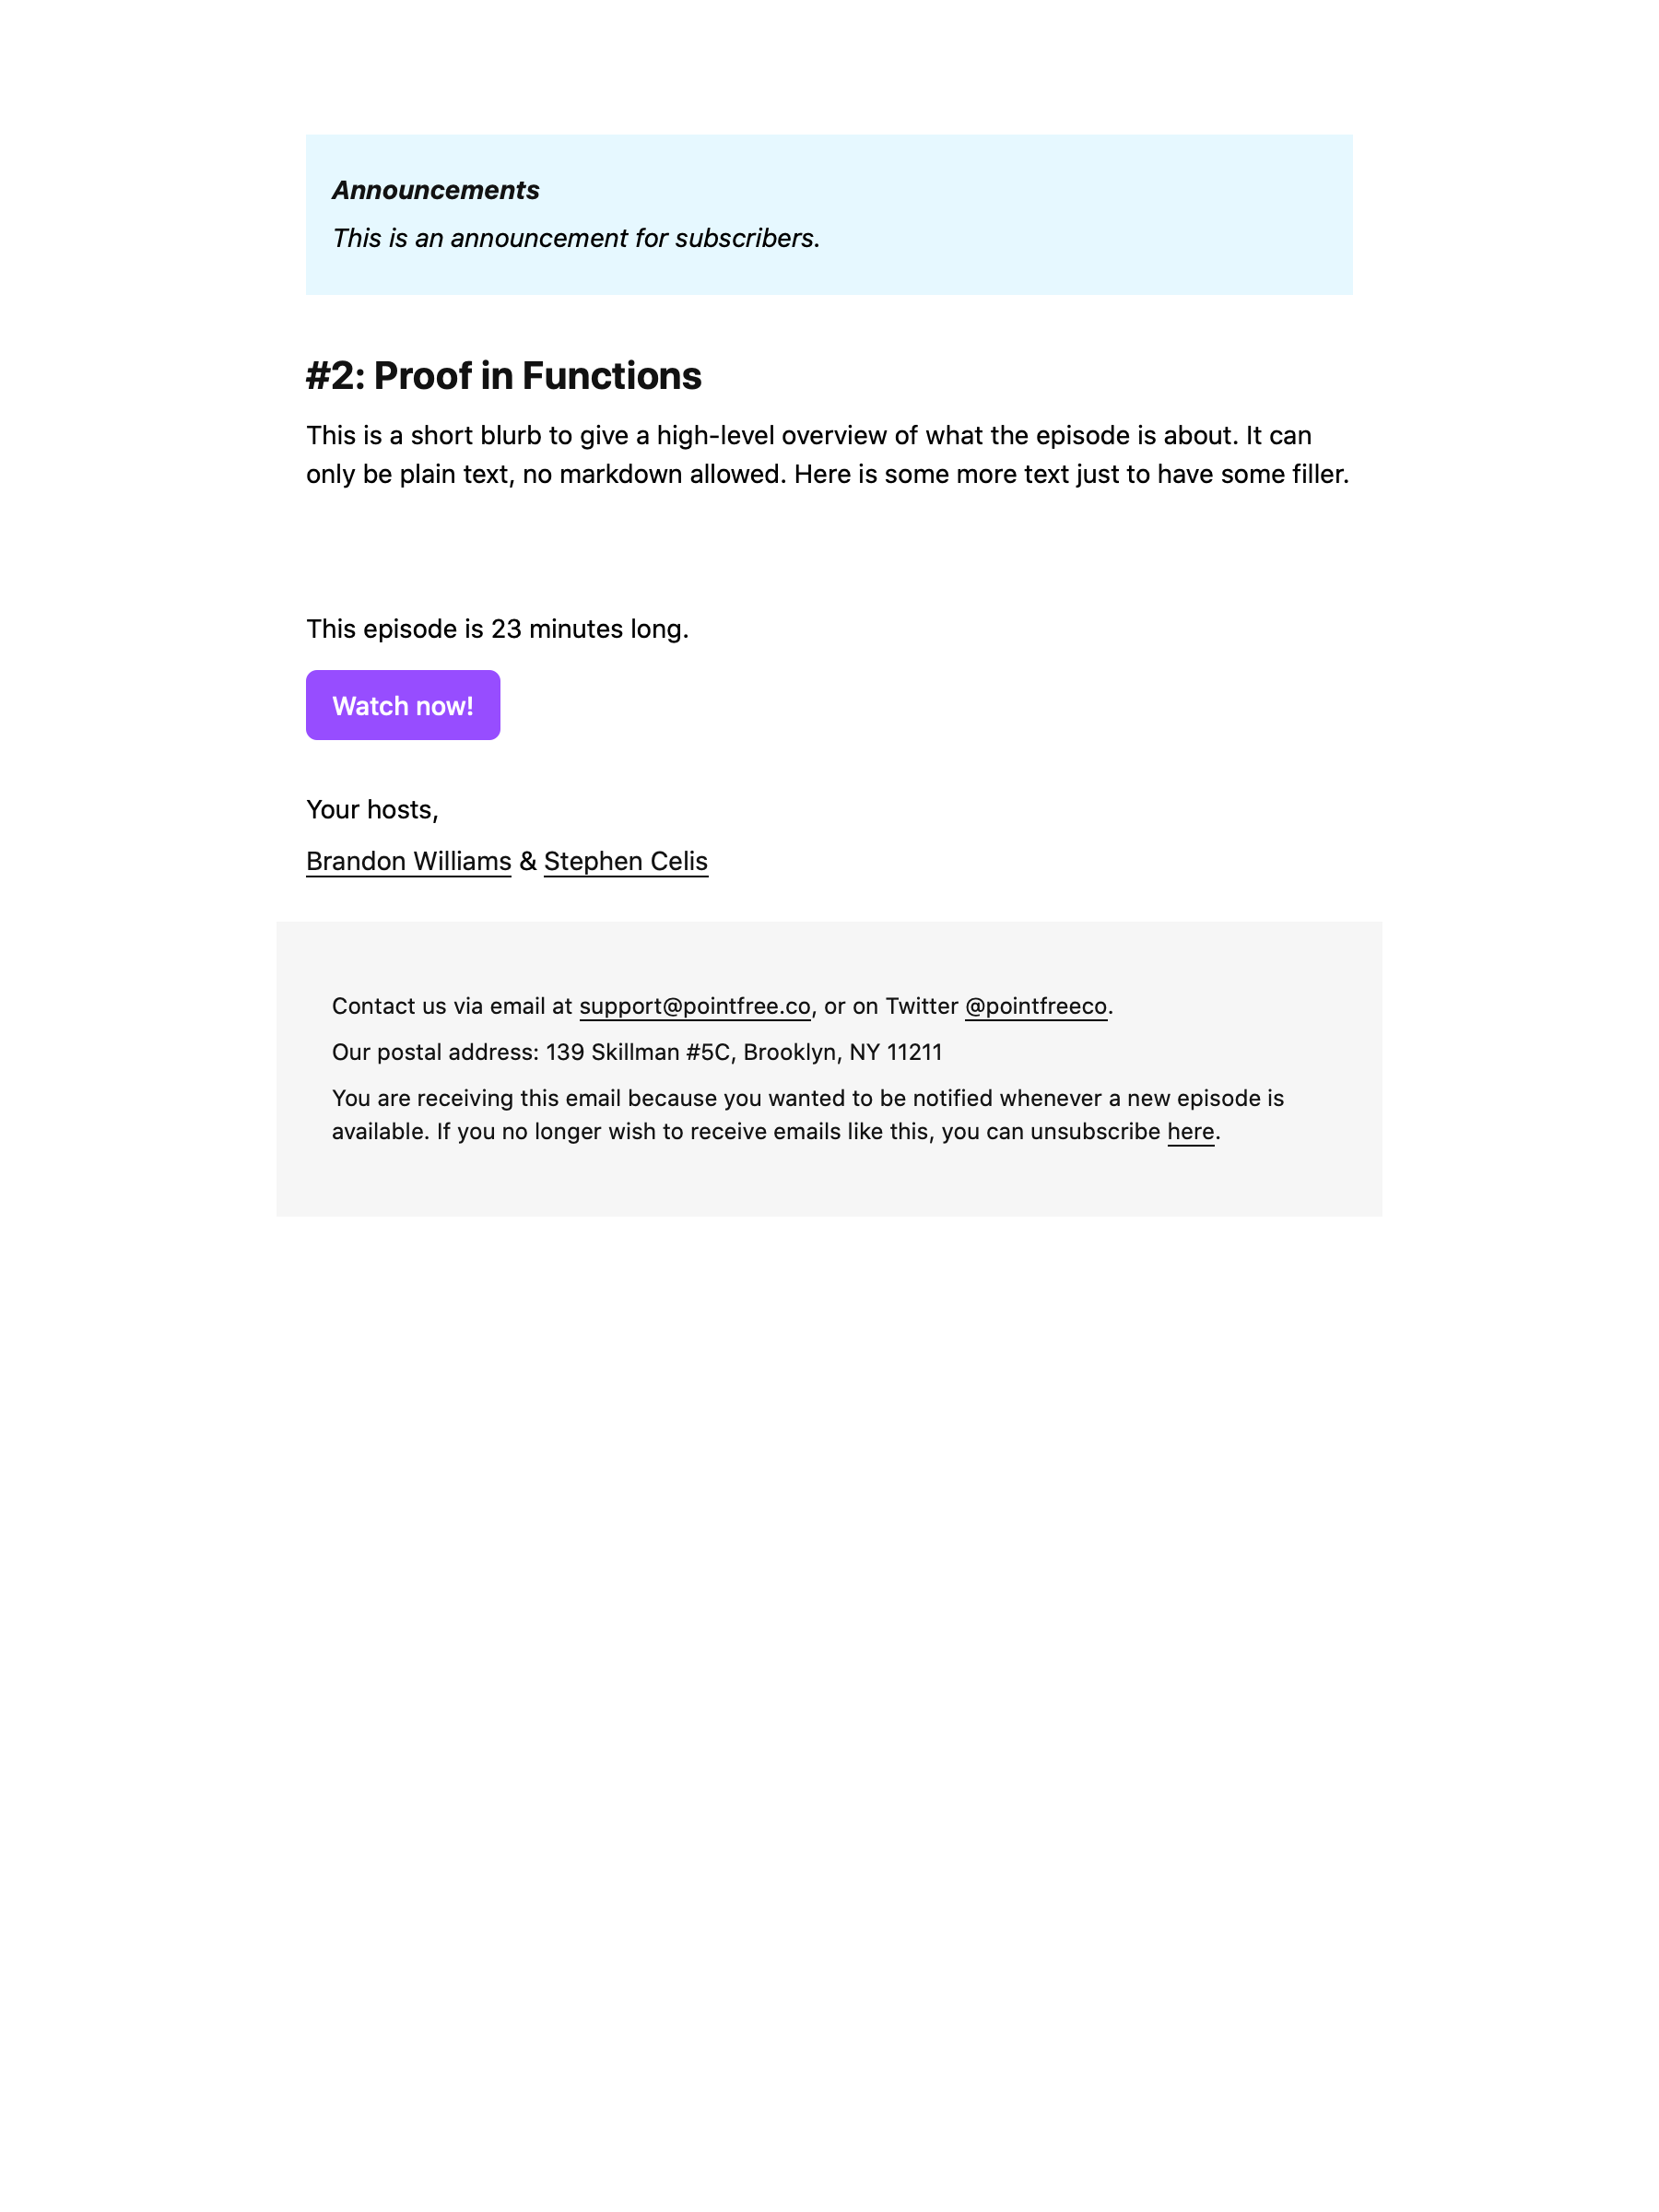 Announcements
This is an announcement for subscribers.
#2: Proof in Functions
This is a short blurb to give a high-level overview of what the episode is about. It can
only be plain text, no markdown allowed. Here is some more text just to have some filler.
This episode is 23 minutes long.
Watch now!
Your hosts,
Brandon Williams & Stephen Celis
Contact us via email at support@pointfree.co, or on Twitter @pointfreeco.
Our postal address: 139 Skillman #5C, Brooklyn, NY 11211
You are receiving this email because you wanted to be notified whenever a new episode is
available. If you no longer wish to receive emails like this, you can unsubscribe here.